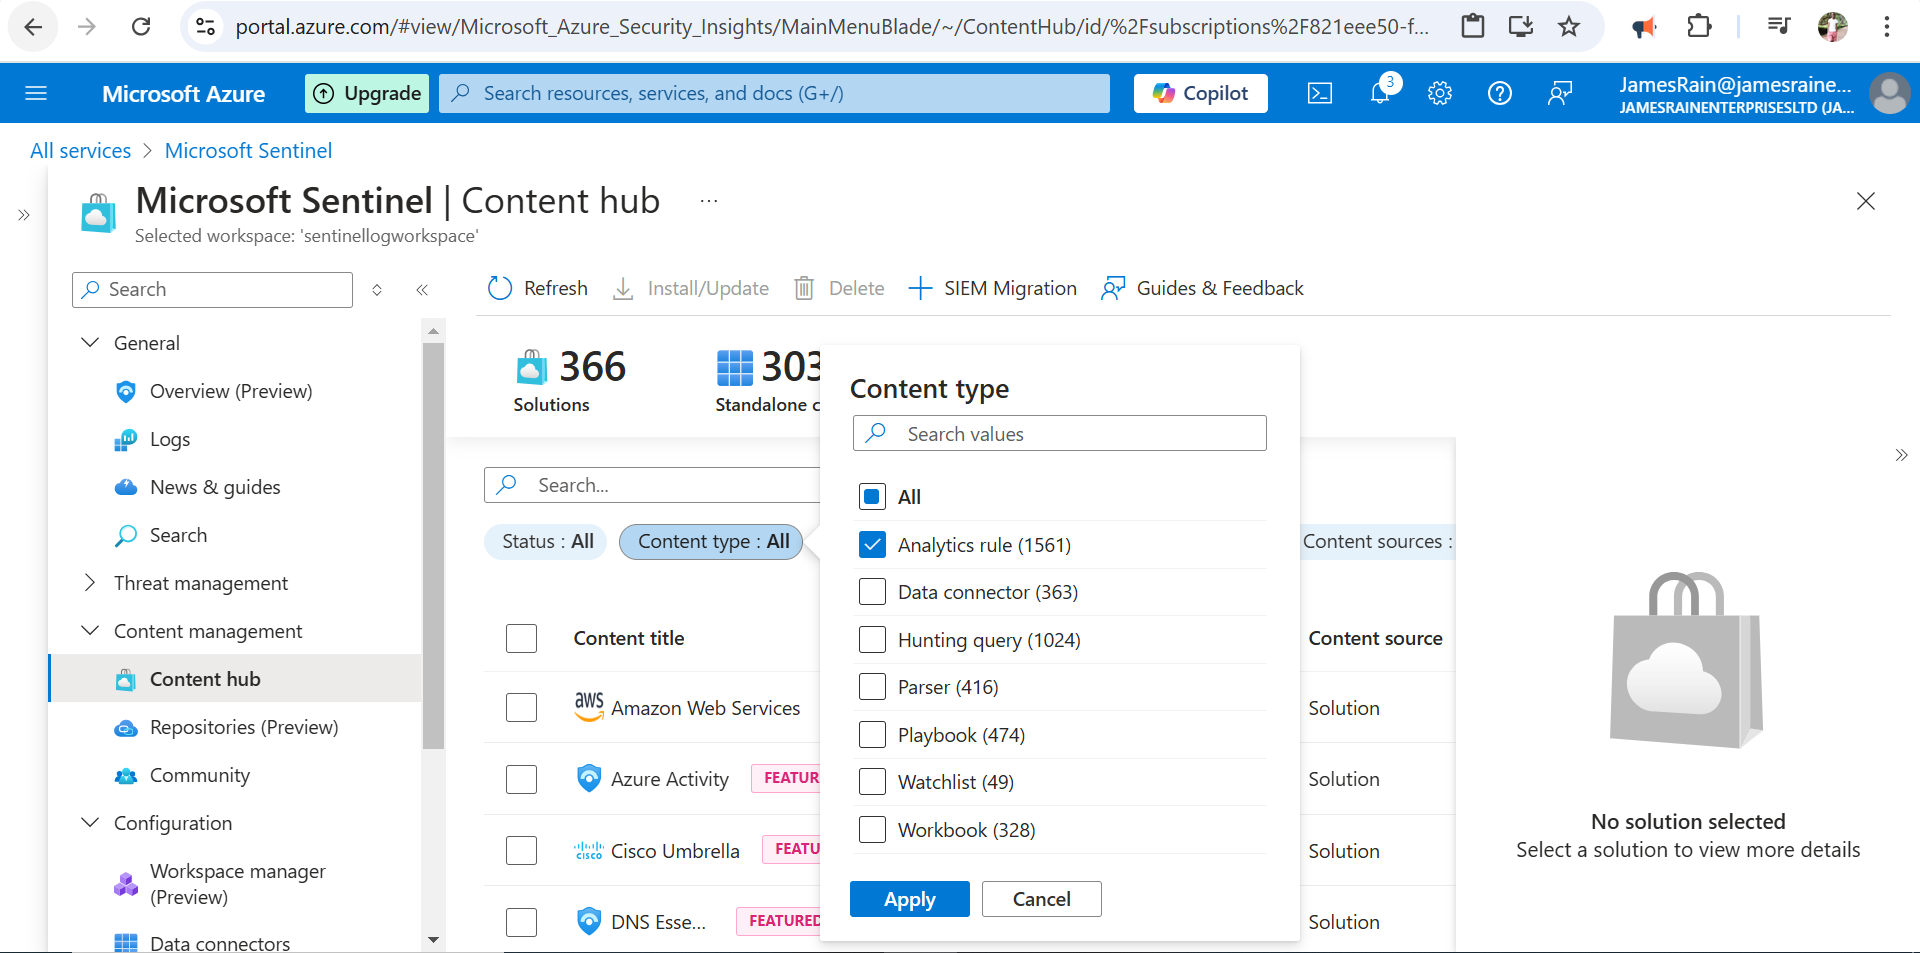 portal.azure.com/#view/Microsoft_Azure_Security_Insights/MainMenuBlade/~/ContentHub/id/%2Fsubscriptions%2F821eee50-f...
Microsoft Azure
Upgrade
Search resources, services, and docs (G+/)
Copilot
3
JamesRain@jamesraine...
JAMESRAINENTERPRISESLTD (JA...
All services > Microsoft Sentinel
Microsoft Sentinel | Content hub
...
Selected workspace: 'sentinellogworkspace'
Search
Refresh
Install/Update
Delete
SIEM Migration
Guides & Feedback
General
Overview (Preview)
Logs
News & guides
Search
Threat management
Content management
Content hub
Repositories (Preview)
Community
Configuration
Workspace manager
(Preview)
Data connectors
366
Solutions
303
Standalone c
Search...
Status : All
Content type : All
Content sources :
Content title
Content source
aws Amazon Web Services
Solution
Azure Activity
FEATUR
Solution
cisco Cisco Umbrella
FEATU
Solution
DNS Esse...
FEATURED
Solution
Content type
Search values
All
Analytics rule (1561)
Data connector (363)
Hunting query (1024)
Parser (416)
Playbook (474)
Watchlist (49)
Workbook (328)
Apply
Cancel
No solution selected
Select a solution to view more details